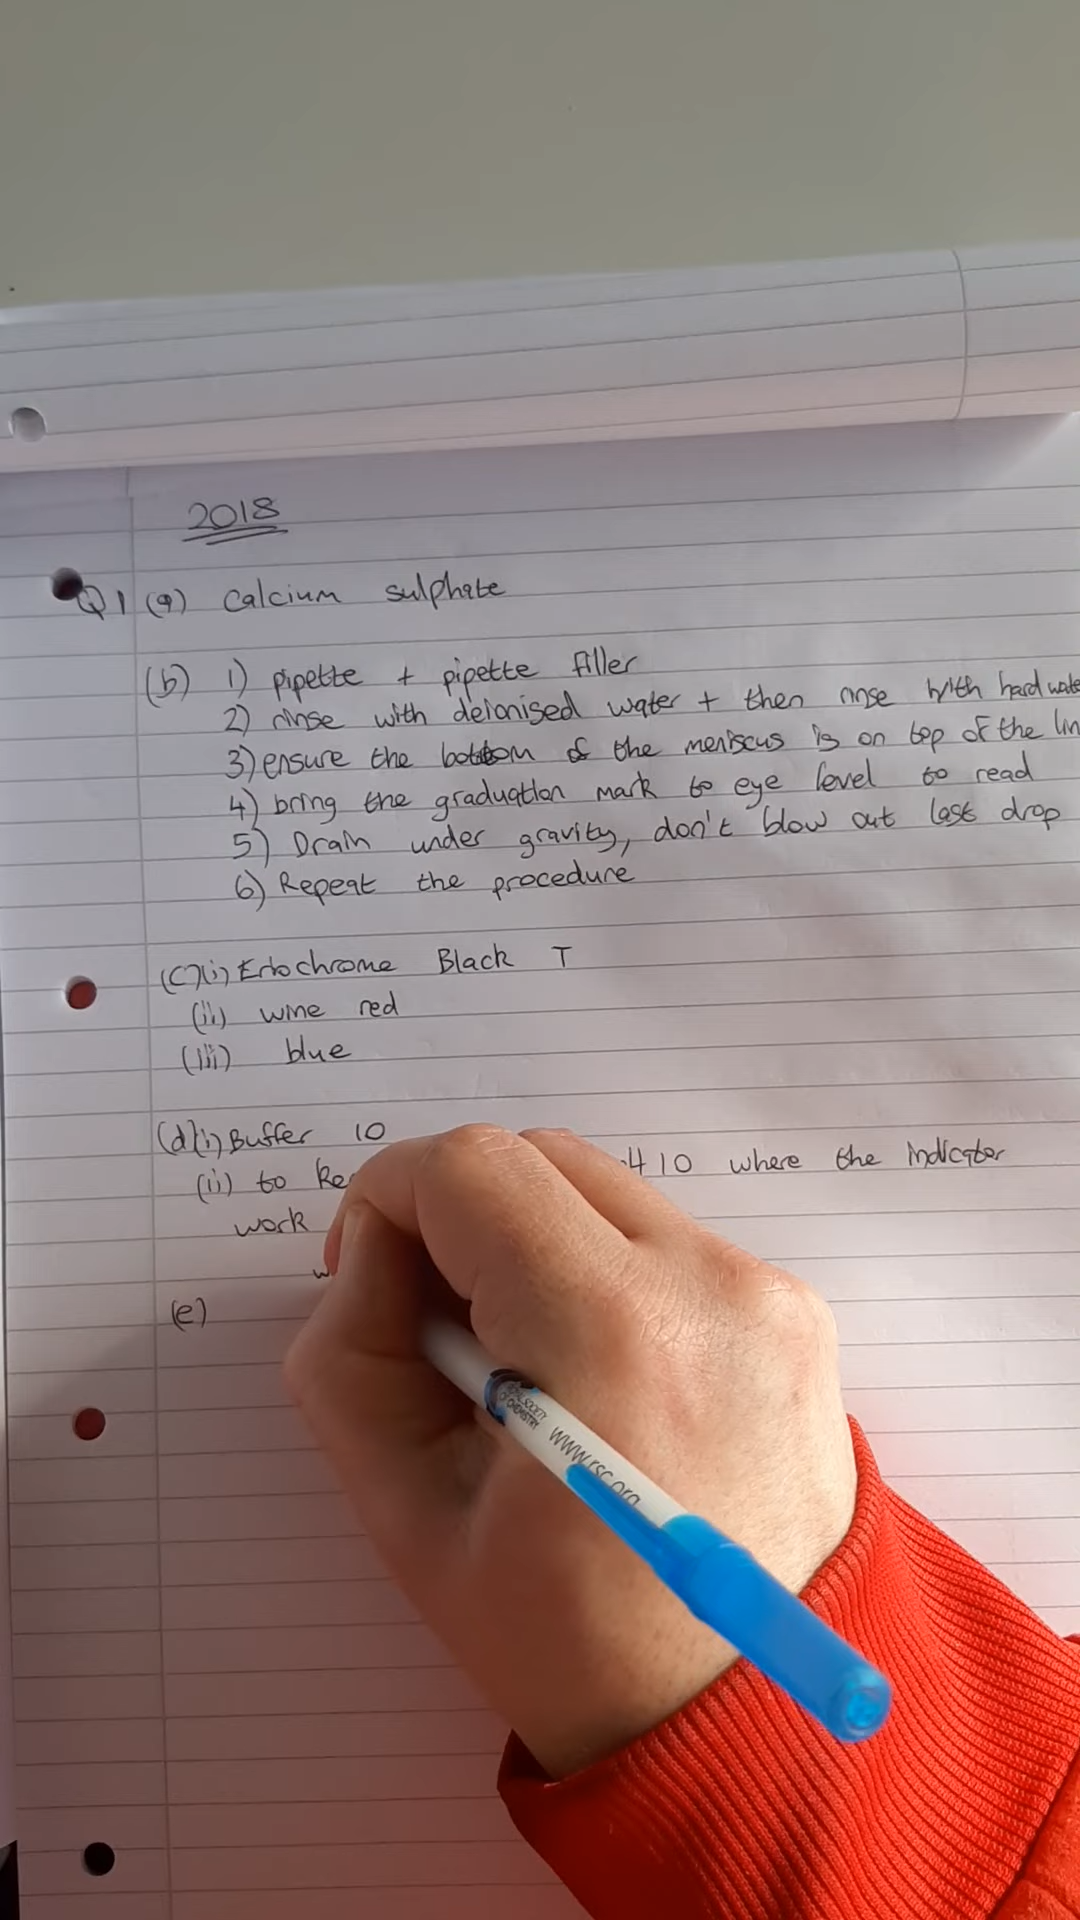 2018
Q1 (a) Calcium sulphate
(b) 1) pipette + pipette filler
2) rinse with deionised water + then rinse with hard wate
3) ensure the bottom of the meniscus is on top of the lin
4) bring the graduation mark to eye level to read
5) Drain under gravity, don't blow out last drop
6) Repeat the procedure
(c)(i) Eriochrome Black T
(ii) wine red
(iii) blue
(d)(i) Buffer 10
(ii) to 10 where the indicator
work
(e)
OF CHEMISTRY www.rsc.org